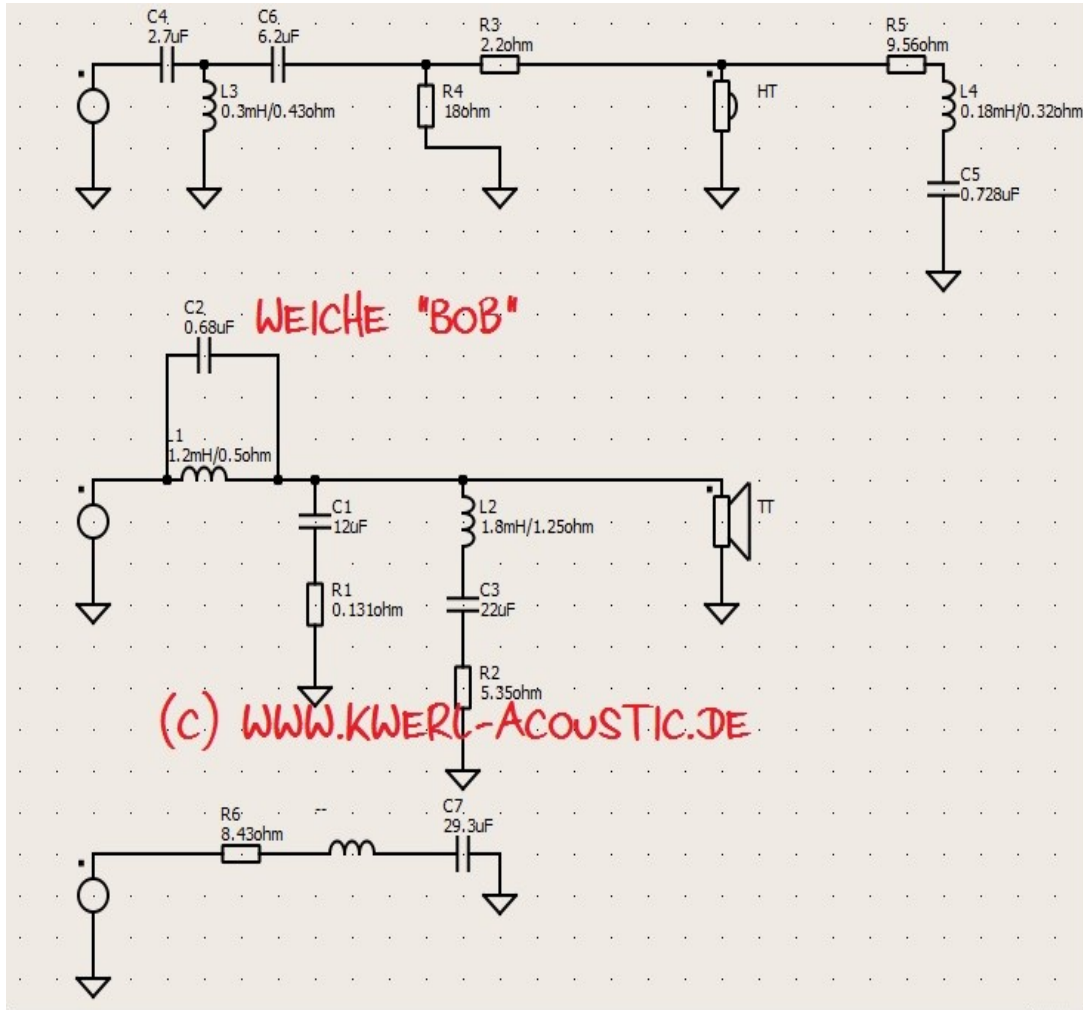 C4
2.7uF
C6
6.2uF
R3
2.2ohm
R5
9.56ohm
L3
0.3mH/0.43ohm
R4
18ohm
HT
L4
0.18mH/0.32ohm
C5
0.728uF
C2
0.68uF
WEICHE "BOB"
L1
1.2mH/0.5ohm
C1
12uF
L2
1.8mH/1.25ohm
TT
R1
0.131ohm
C3
22uF
R2
5.35ohm
(C) WWW.KWERL-ACOUSTIC.DE
R6
8.43ohm
--
C7
29.3uF